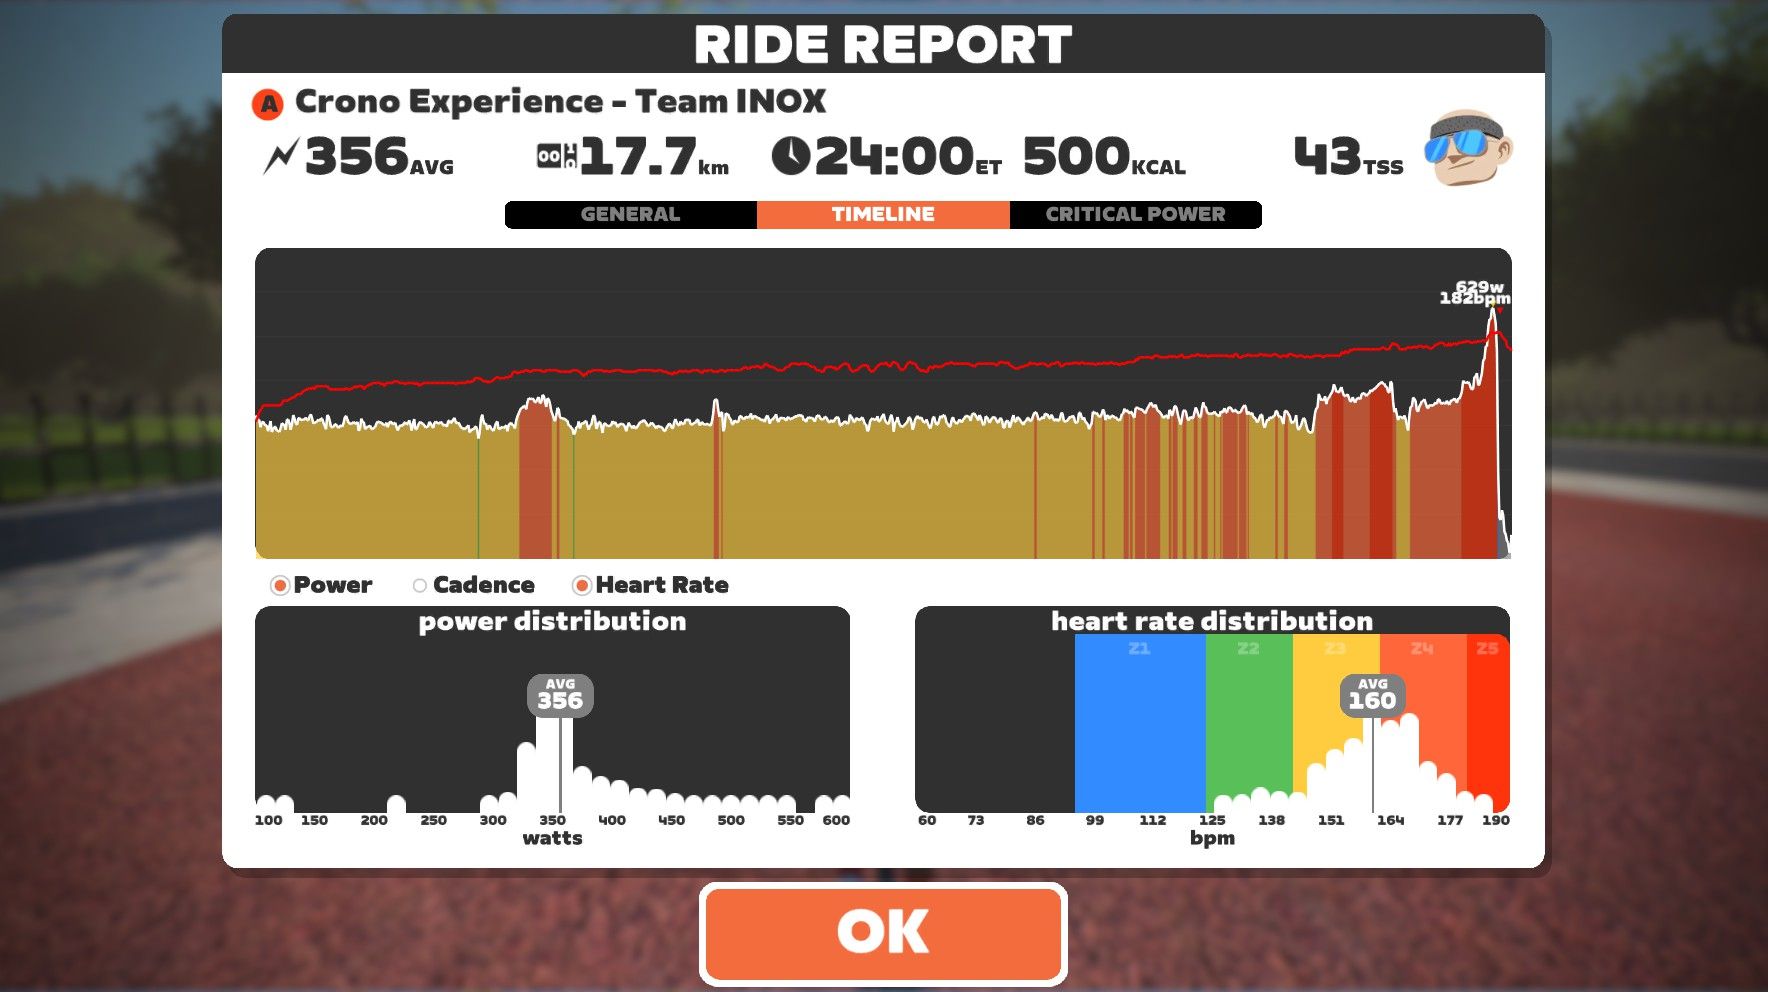 RIDE REPORT
A Crono Experience - Team INOX
356AVG 17.7km 24:00ET 500KCAL 43TSS
GENERAL TIMELINE CRITICAL POWER
629w
182bpm
Power Cadence Heart Rate
power distribution
AVG
356
100 150 200 250 300 350 400 450 500 550 600
watts
heart rate distribution
Z1 Z2 Z3 Z4 Z5
AVG
160
60 73 86 99 112 125 138 151 164 177 190
bpm
OK